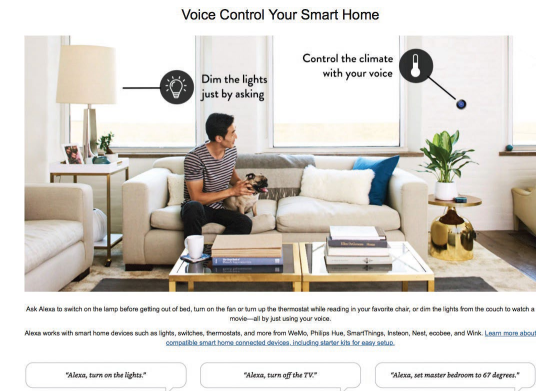 Voice Control Your Smart Home
Dim the lights
just by asking
Control the climate
with your voice
Ask Alexa to switch on the lamp before getting out of bed, turn on the fan or turn up the thermostat while reading in your favorite chair, or dim the lights from the couch to watch a
movie—all by just using your voice.
Alexa works with smart home devices such as lights, switches, thermostats, and more from WeMo, Philips Hue, SmartThings, Insteon, Nest, ecobee, and Wink. Learn more about
compatible smart home connected devices, including starter kits for easy setup.
"Alexa, turn on the lights."
"Alexa, turn off the TV."
"Alexa, set master bedroom to 67 degrees."